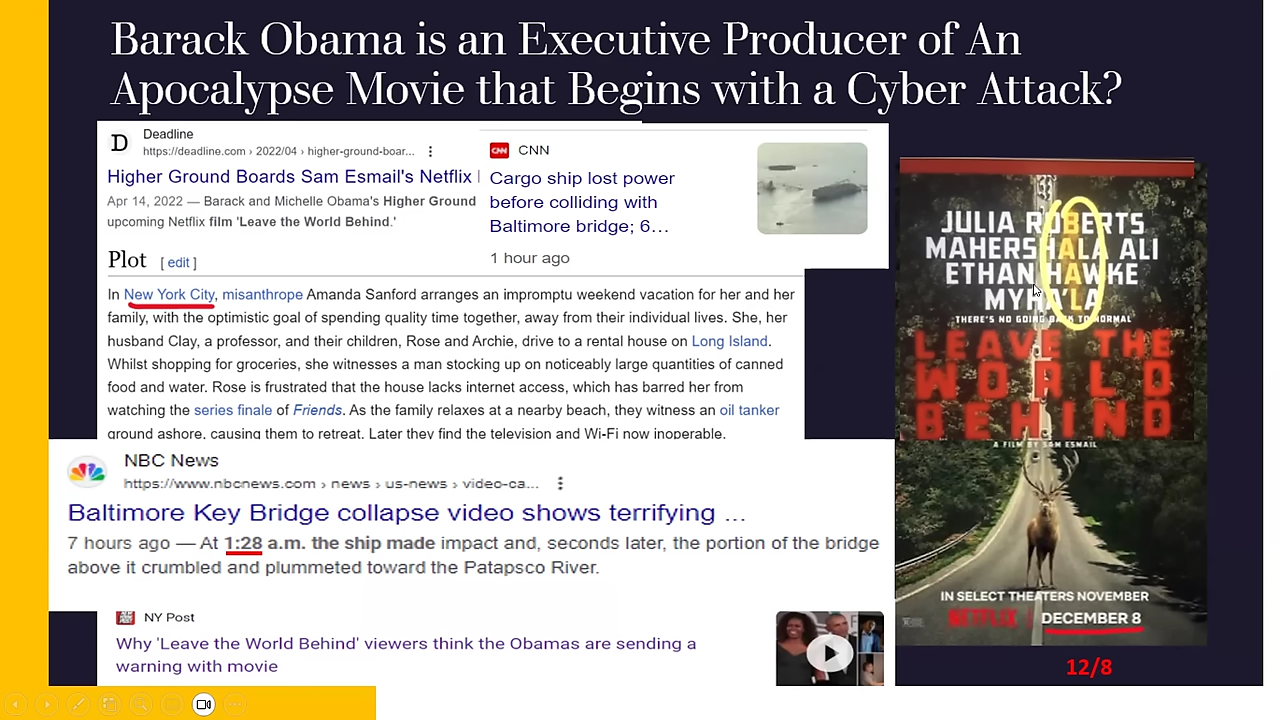 Barack Obama is an Executive Producer of An
Apocalypse Movie that Begins with a Cyber Attack?
D
Deadline
https://deadline.com › 2022/04 › higher-ground-boar...
Higher Ground Boards Sam Esmail's Netflix
Apr 14, 2022 — Barack and Michelle Obama's Higher Ground
upcoming Netflix film 'Leave the World Behind.'
CNN
CNN
Cargo ship lost power
before colliding with
Baltimore bridge; 6…
1 hour ago
Plot [ edit ]
In New York City, misanthrope Amanda Sanford arranges an impromptu weekend vacation for her and her
family, with the optimistic goal of spending quality time together, away from their individual lives. She, her
husband Clay, a professor, and their children, Rose and Archie, drive to a rental house on Long Island.
Whilst shopping for groceries, she witnesses a man stocking up on noticeably large quantities of canned
food and water. Rose is frustrated that the house lacks internet access, which has barred her from
watching the series finale of Friends. As the family relaxes at a nearby beach, they witness an oil tanker
ground ashore, causing them to retreat. Later they find the television and Wi-Fi now inoperable.
NBC News
https://www.nbcnews.com › news › us-news › video-ca...
Baltimore Key Bridge collapse video shows terrifying ...
7 hours ago — At 1:28 a.m. the ship made impact and, seconds later, the portion of the bridge
above it crumbled and plummeted toward the Patapsco River.
NY Post
Why 'Leave the World Behind' viewers think the Obamas are sending a
warning with movie
JULIA ROBERTS
MAHERSHALA ALI
ETHAN HAWKE
MYHA'LA
THERE'S NO GOING BACK TO NORMAL
LEAVE THE
WORLD
BEHIND
A FILM BY SAM ESMAIL
IN SELECT THEATERS NOVEMBER
NETFLIX | DECEMBER 8
12/8